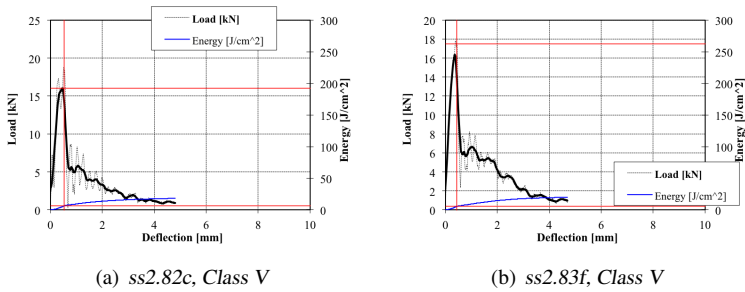 25
20
15
10
5
0
Load [kN]
0 2 4 6 8 10
Deflection [mm]
300
250
200
150
100
50
0
Energy [J/cm^2]
Load [kN]
Energy [J/cm^2]
(a) ss2.82c, Class V
20
18
16
14
12
10
8
6
4
2
0
Load [kN]
0 2 4 6 8 10
Deflection [mm]
300
250
200
150
100
50
0
Energy [J/cm^2]
Load [kN]
Energy [J/cm^2]
(b) ss2.83f, Class V